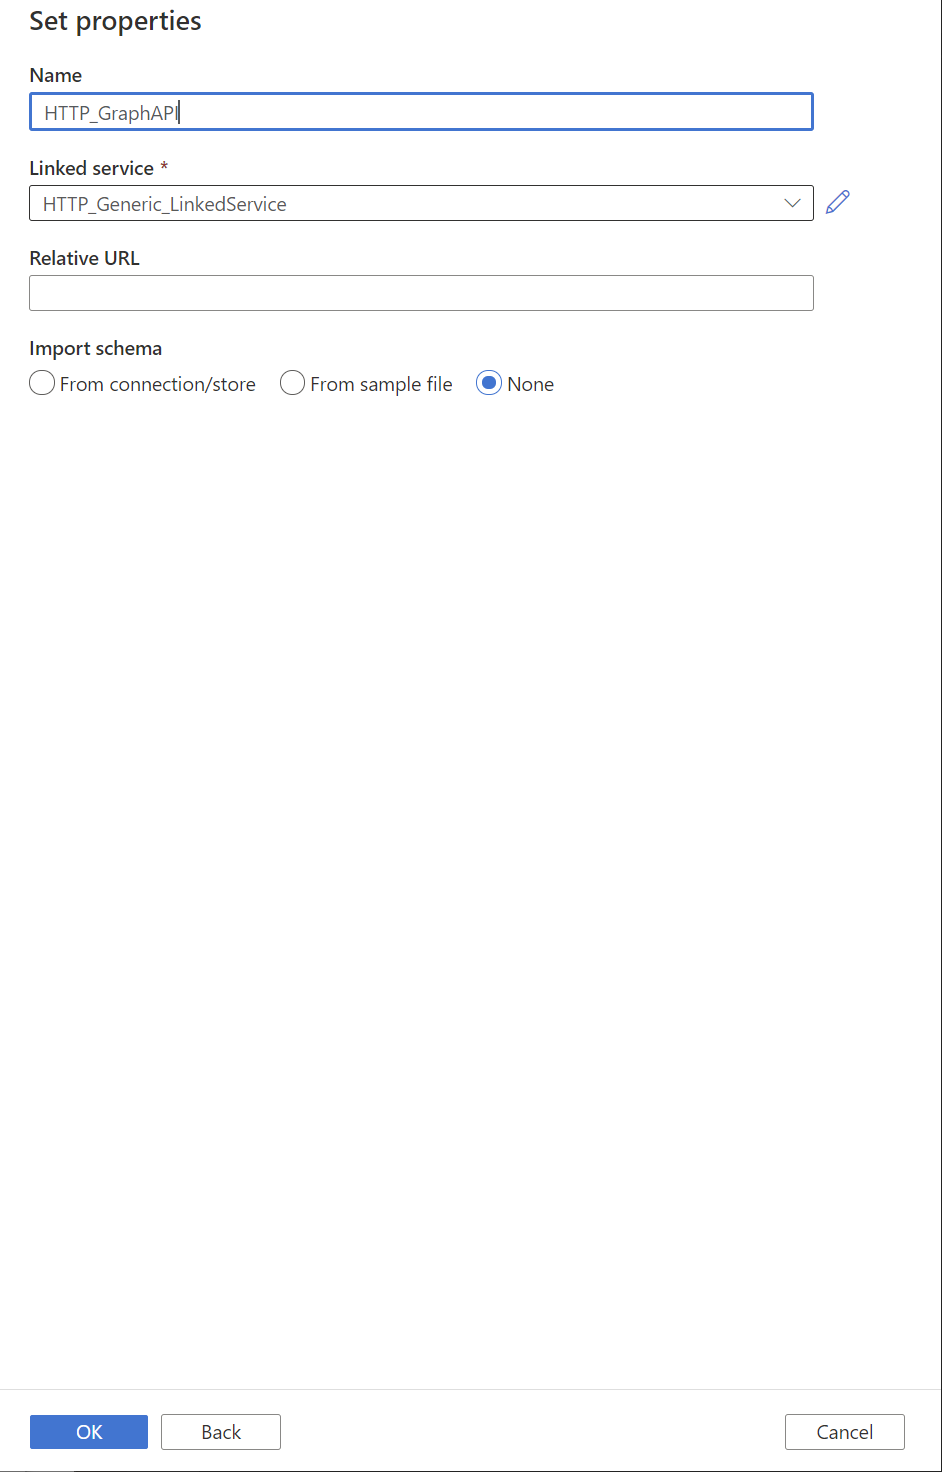 Set properties
Name
HTTP_GraphAPI
Linked service *
HTTP_Generic_LinkedService
Relative URL
Import schema
From connection/store From sample file None
OK Back Cancel